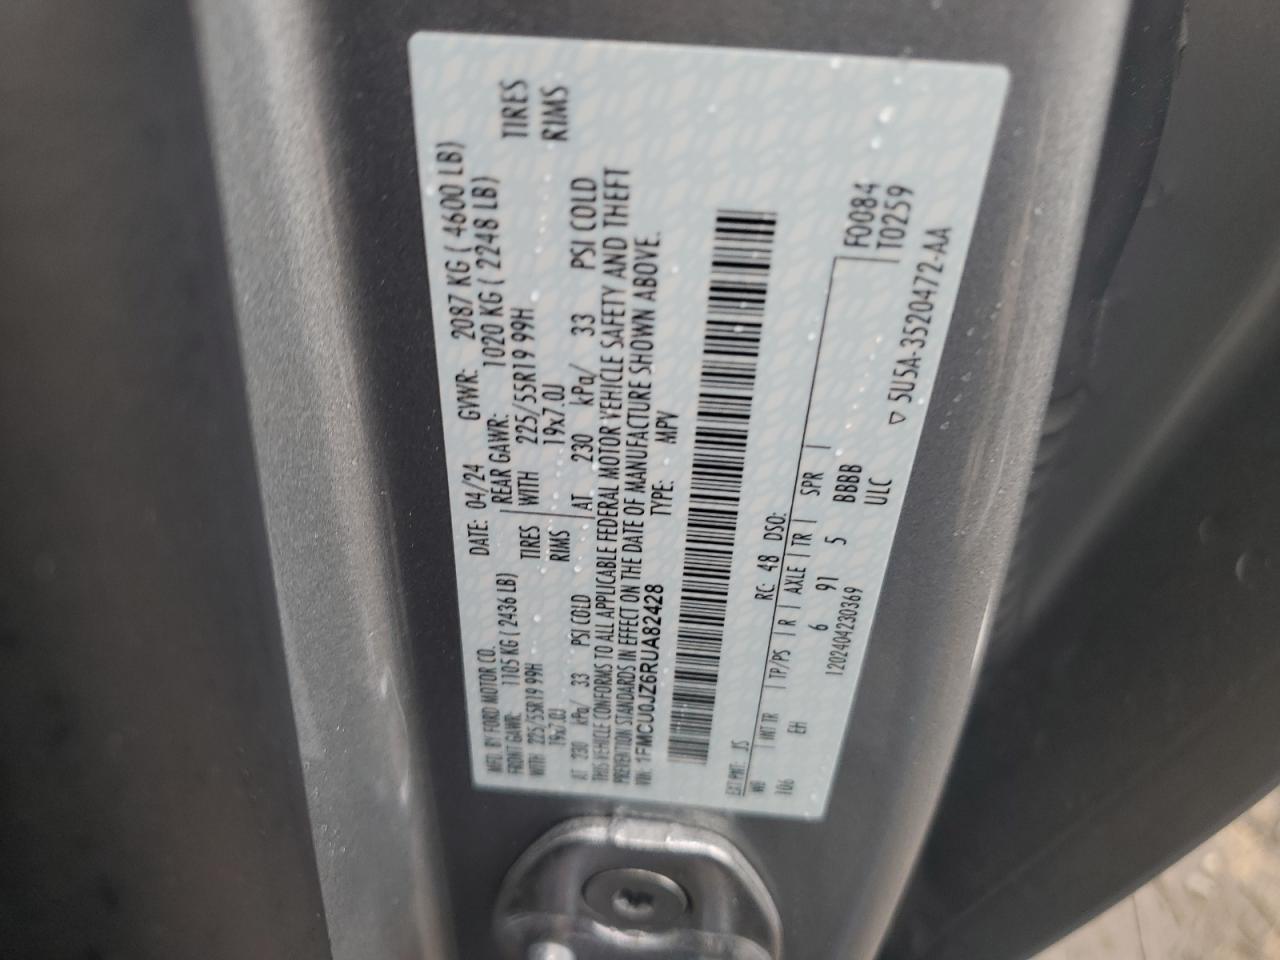 MFD. BY FORD MOTOR CO.
DATE: 04/24 GVWR: 2087 KG ( 4600 LB)
FRONT GAWR: 1105 KG ( 2436 LB) REAR GAWR: 1020 KG ( 2248 LB)
WITH 225/55R19 99H TIRES WITH 225/55R19 99H TIRES
19x7.0J RIMS 19x7.0J RIMS
AT 230 kPa/ 33 PSI COLD AT 230 kPa/ 33 PSI COLD
THIS VEHICLE CONFORMS TO ALL APPLICABLE FEDERAL MOTOR VEHICLE SAFETY AND THEFT
PREVENTION STANDARDS IN EFFECT ON THE DATE OF MANUFACTURE SHOWN ABOVE.
VIN: 1FMCU0JZ6RUA82428 TYPE: MPV
EXT PNT: JS RC: 48 DSO:
WB INT TR TP/PS R AXLE TR SPR F0084
106 EH 6 91 5 BBBB T0259
1202404230369 ULC
▽ 5U5A-3520472-AA